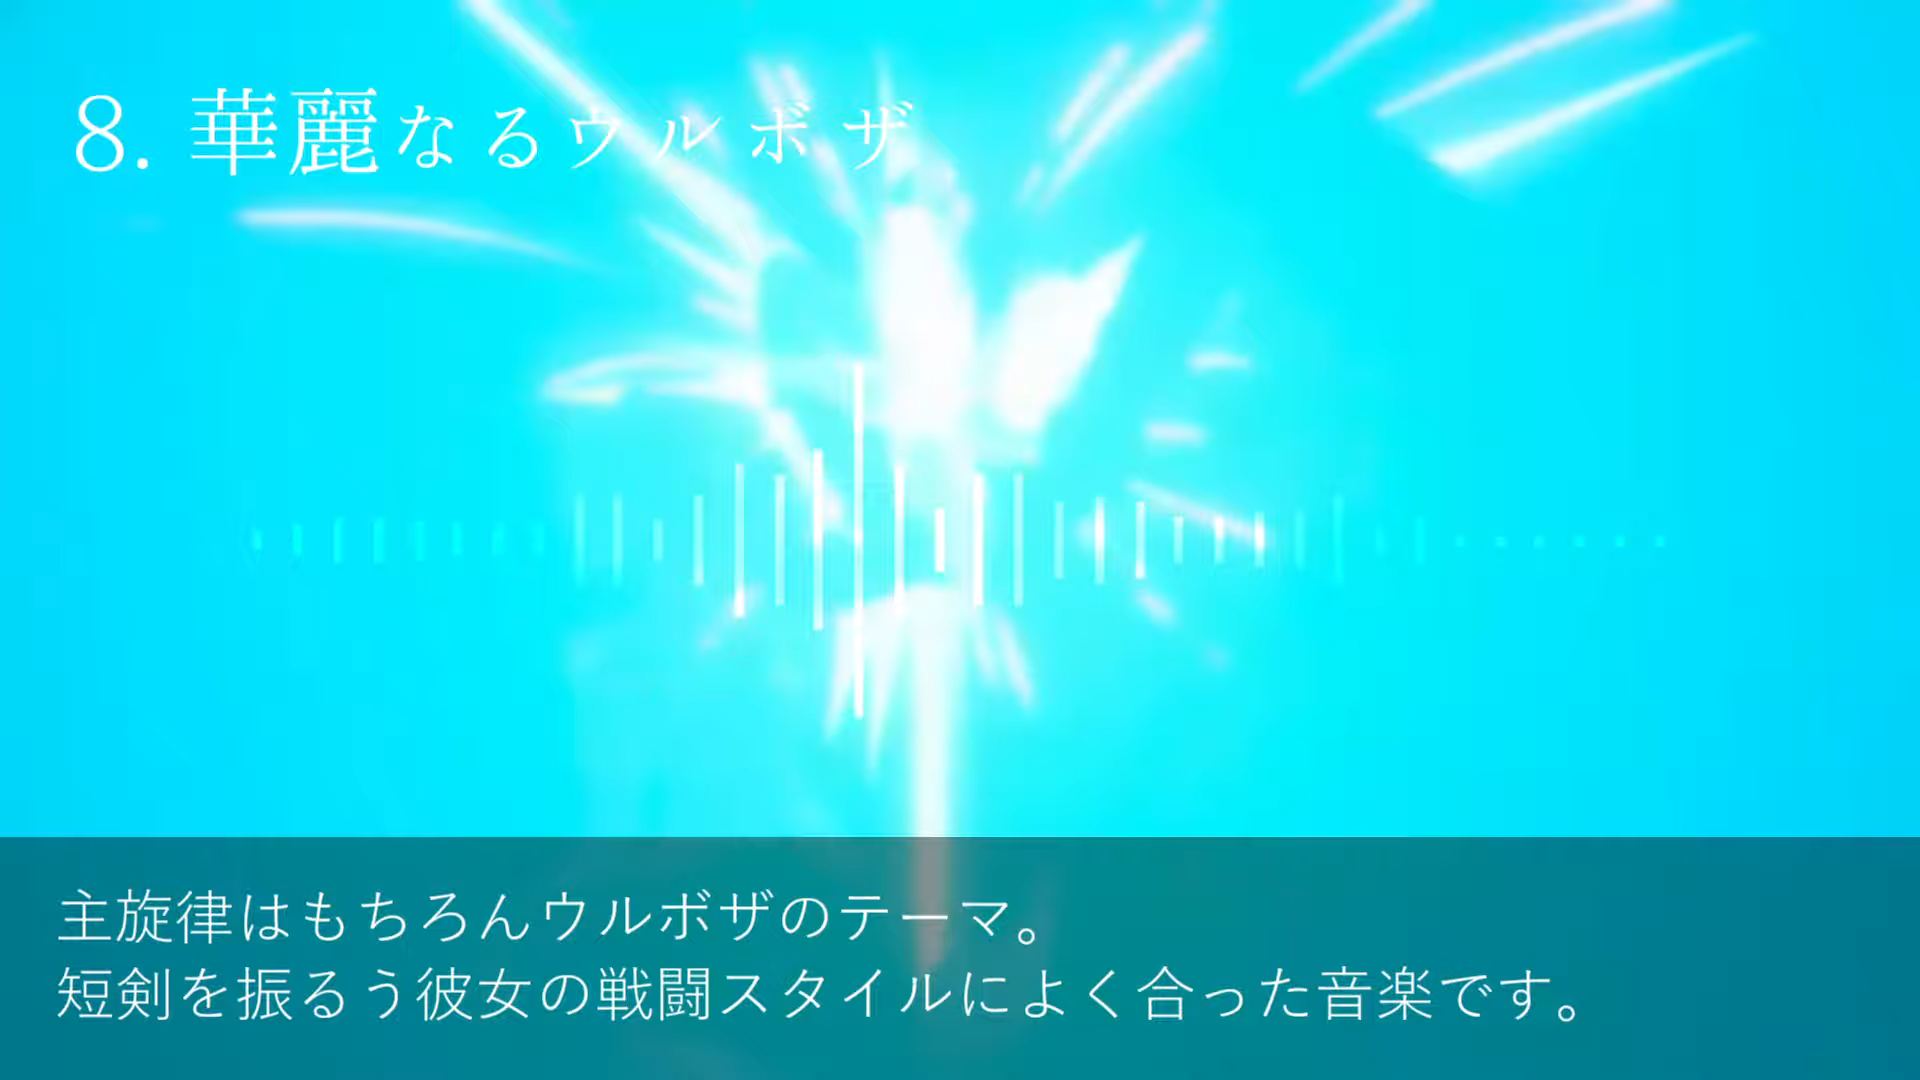 8. 華麗なるウルボザ
主旋律はもちろんウルボザのテーマ。
短剣を振るう彼女の戦闘スタイルによく合った音楽です。